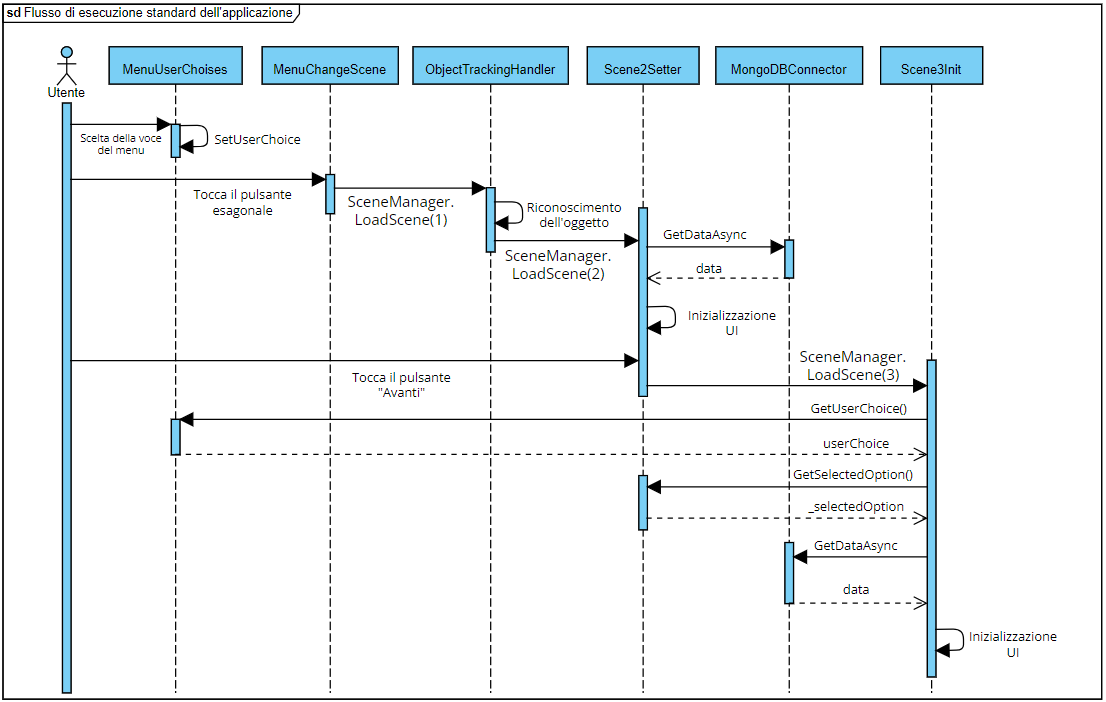 sd Flusso di esecuzione standard dell'applicazione
Utente
MenuUserChoises
MenuChangeScene
ObjectTrackingHandler
Scene2Setter
MongoDBConnector
Scene3Init
Scelta della voce
del menu
SetUserChoice
Tocca il pulsante
esagonale
SceneManager.
LoadScene(1)
Riconoscimento
dell'oggetto
SceneManager.
LoadScene(2)
GetDataAsync
data
Inizializzazione
UI
Tocca il pulsante
"Avanti"
SceneManager.
LoadScene(3)
GetUserChoice()
userChoice
GetSelectedOption()
_selectedOption
GetDataAsync
data
Inizializzazione
UI